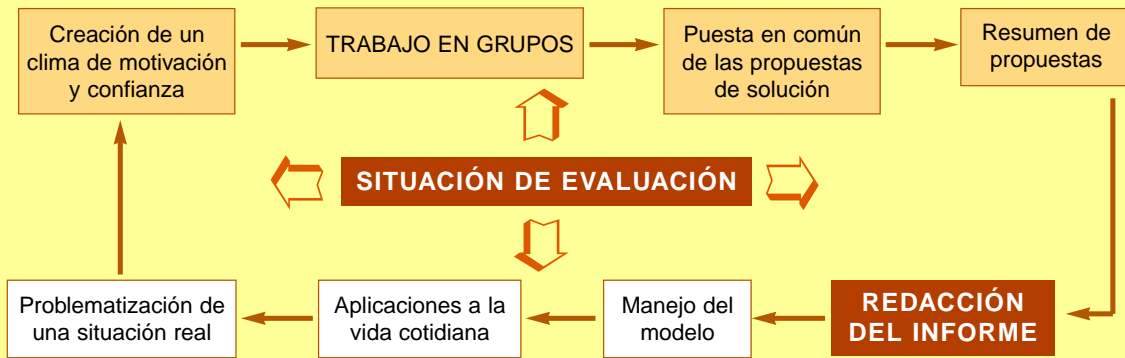 Creación de un
clima de motivación
y confianza
TRABAJO EN GRUPOS
Puesta en común
de las propuestas
de solución
Resumen de
propuestas
SITUACIÓN DE EVALUACIÓN
Problematización de
una situación real
Aplicaciones a la
vida cotidiana
Manejo del
modelo
REDACCIÓN
DEL INFORME